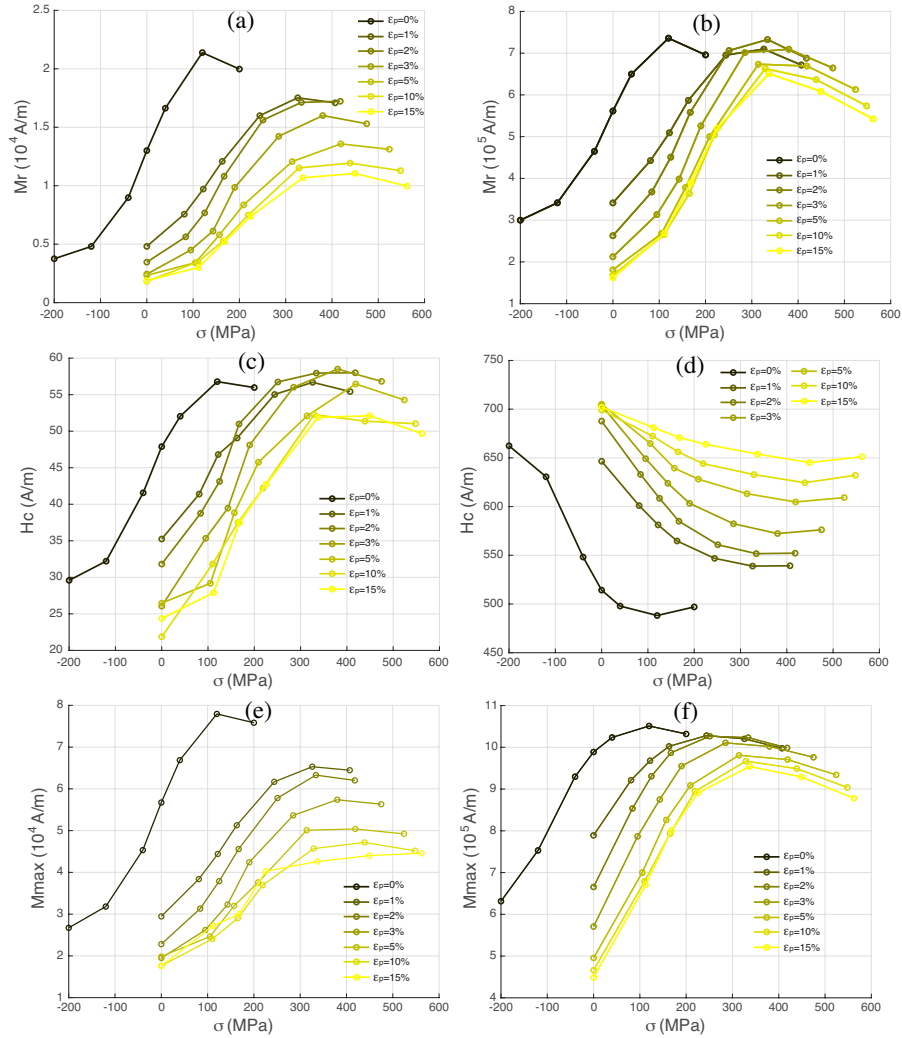 (a)
Mr (10⁴ A/m)
2.5
2
1.5
1
0.5
0
εp=0%
εp=1%
εp=2%
εp=3%
εp=5%
εp=10%
εp=15%
-200 -100 0 100 200 300 400 500 600
σ (MPa)
(b)
Mr (10⁵ A/m)
8
7
6
5
4
3
2
1
εp=0%
εp=1%
εp=2%
εp=3%
εp=5%
εp=10%
εp=15%
-200 -100 0 100 200 300 400 500 600
σ (MPa)
(c)
Hc (A/m)
60
55
50
45
40
35
30
25
20
εp=0%
εp=1%
εp=2%
εp=3%
εp=5%
εp=10%
εp=15%
-200 -100 0 100 200 300 400 500 600
σ (MPa)
(d)
Hc (A/m)
750
700
650
600
550
500
450
εp=0% εp=5%
εp=1% εp=10%
εp=2% εp=15%
εp=3%
-200 -100 0 100 200 300 400 500 600
σ (MPa)
(e)
Mmax (10⁴ A/m)
8
7
6
5
4
3
2
1
εp=0%
εp=1%
εp=2%
εp=3%
εp=5%
εp=10%
εp=15%
-200 -100 0 100 200 300 400 500 600
σ (MPa)
(f)
Mmax (10⁵ A/m)
11
10
9
8
7
6
5
4
εp=0%
εp=1%
εp=2%
εp=3%
εp=5%
εp=10%
εp=15%
-200 -100 0 100 200 300 400 500 600
σ (MPa)